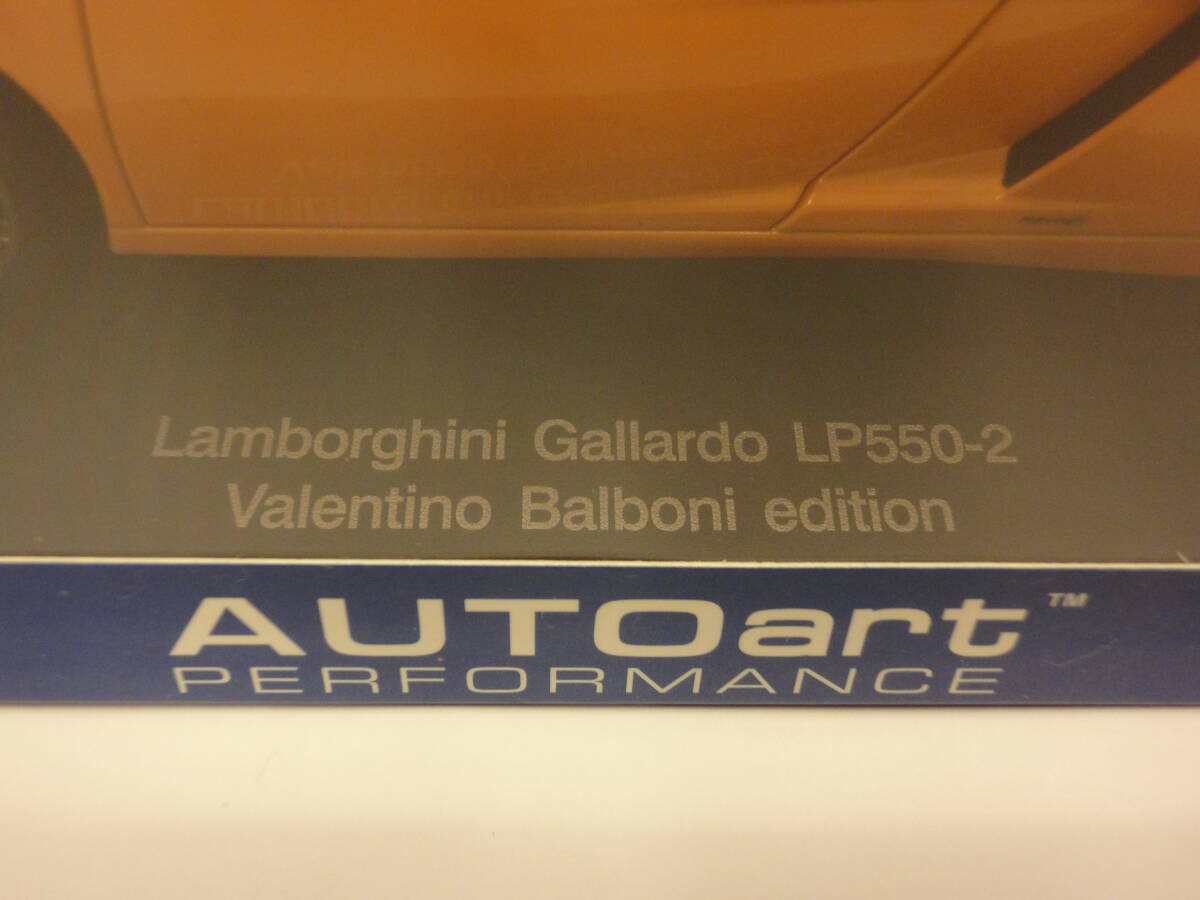 Lamborghini Gallardo LP550-2
Valentino Balboni edition
AUTOart™
PERFORMANCE